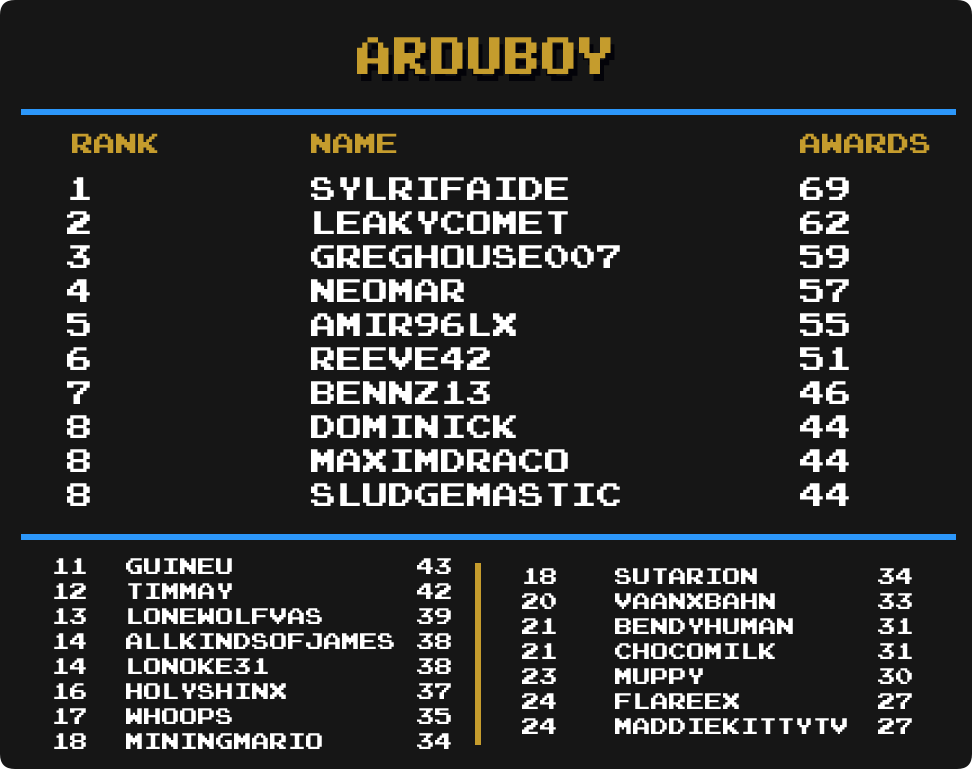 ARDUBOY
RANK NAME AWARDS
1 SYLRIFAIDE 69
2 LEAKYCOMET 62
3 GREGHOUSE007 59
4 NEOMAR 57
5 AMIR96LX 55
6 REEVE42 51
7 BENNZ13 46
8 DOMINICK 44
8 MAXIMDRACO 44
8 SLUDGEMASTIC 44
11 GUINEU 43
12 TIMMAY 42
13 LONEWOLFVAS 39
14 ALLKINDSOFJAMES 38
14 LONOKE31 38
16 HOLYSHINX 37
17 WHOOPS 35
18 MININGMARIO 34
18 SUTARION 34
20 VAANXBAHN 33
21 BENDYHUMAN 31
21 CHOCOMILK 31
23 MUPPY 30
24 FLAREEX 27
24 MADDIEKITTYTV 27